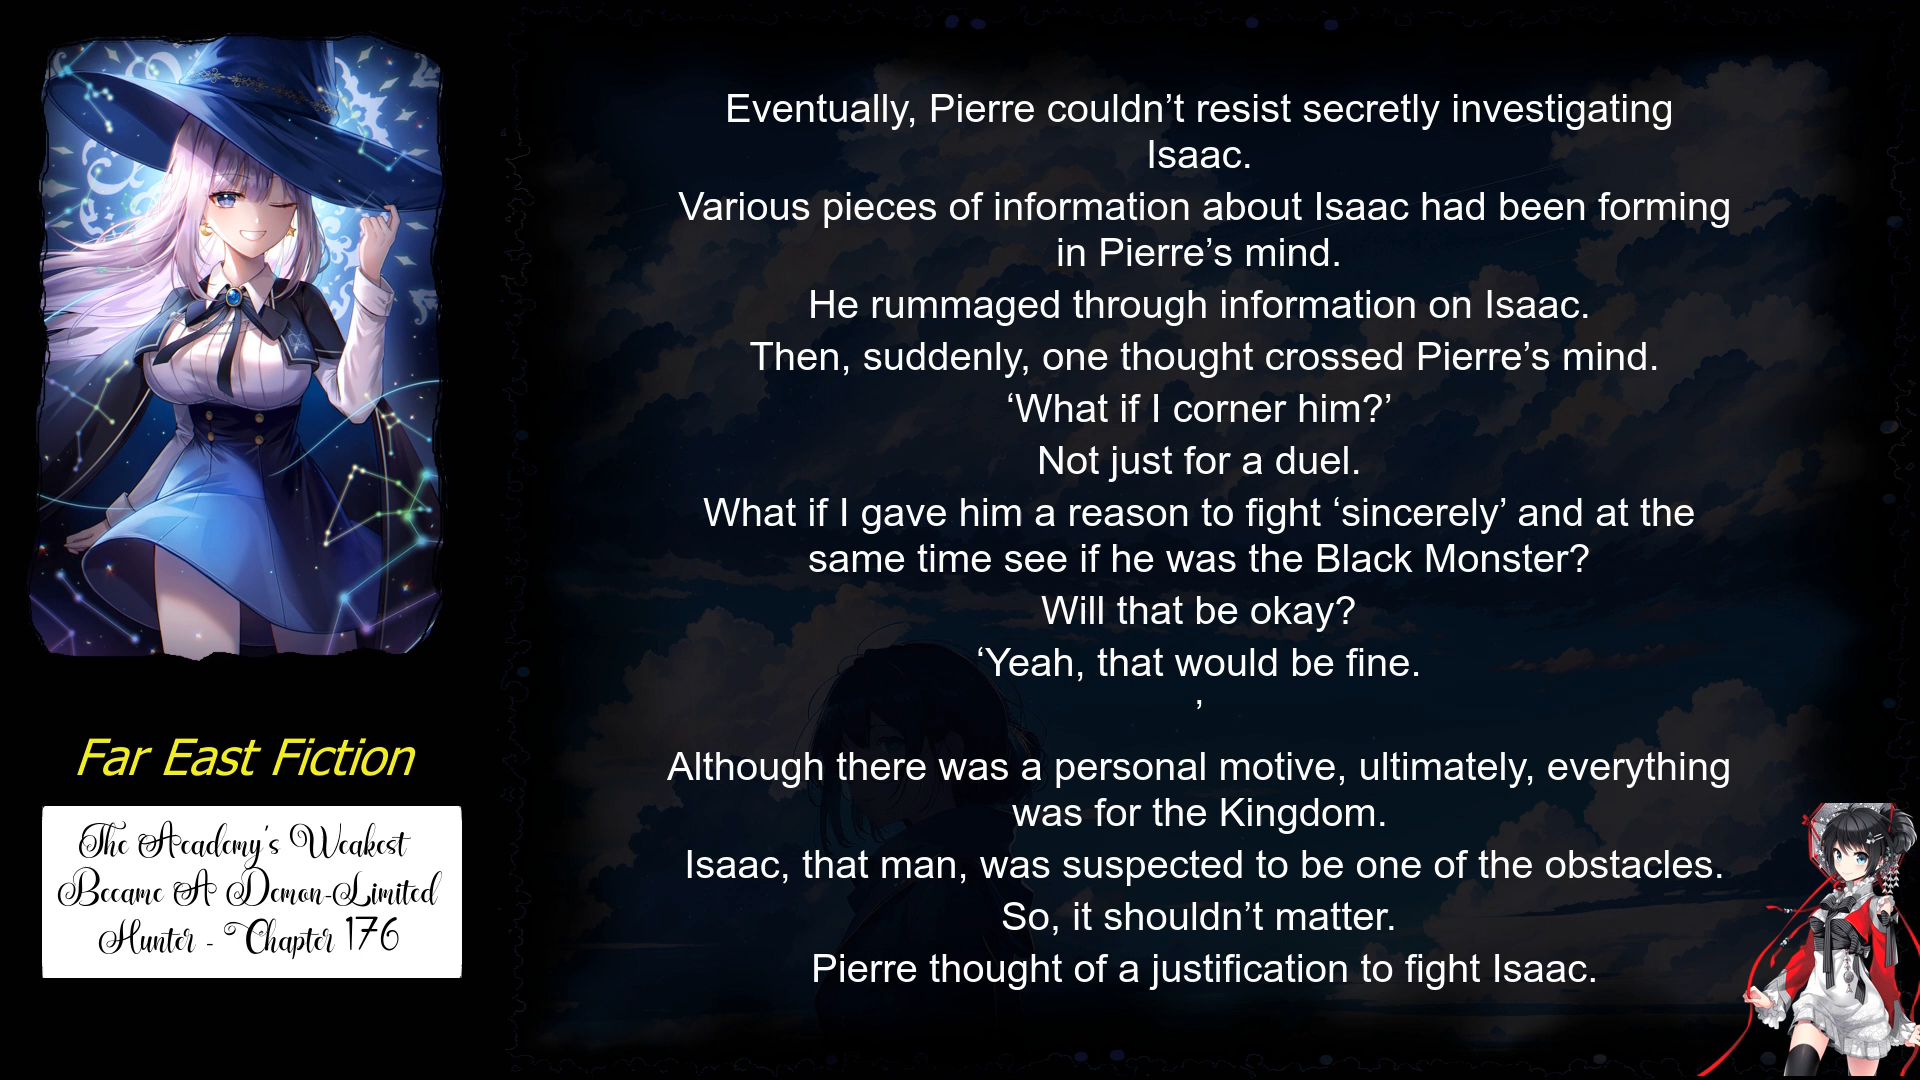 Eventually, Pierre couldn’t resist secretly investigating
Isaac.
Various pieces of information about Isaac had been forming
in Pierre’s mind.
He rummaged through information on Isaac.
Then, suddenly, one thought crossed Pierre’s mind.
‘What if I corner him?’
Not just for a duel.
What if I gave him a reason to fight ‘sincerely’ and at the
same time see if he was the Black Monster?
Will that be okay?
‘Yeah, that would be fine.
’
Although there was a personal motive, ultimately, everything
was for the Kingdom.
Isaac, that man, was suspected to be one of the obstacles.
So, it shouldn’t matter.
Pierre thought of a justification to fight Isaac.
Far East Fiction
The Academy's Weakest
Became A Demon-Limited
Hunter - Chapter 176